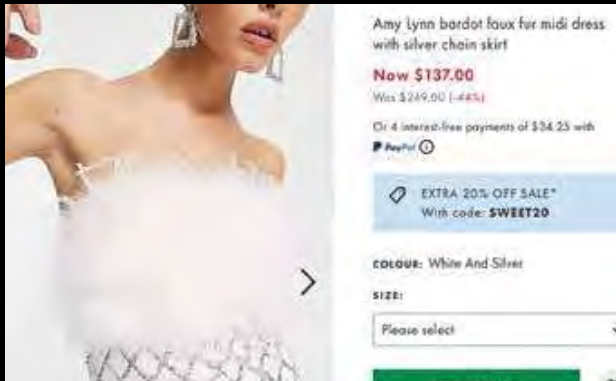 Amy Lynn bardot faux fur midi dress
with silver chain skirt
Now $137.00
Was $249.00 (-44%)
Or 4 interest-free payments of $34.25 with
PayPal
EXTRA 20% OFF SALE*
With code: SWEET20
COLOUR: White And Silver
SIZE:
Please select